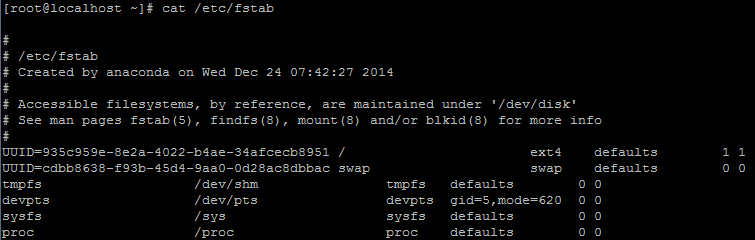 [root@localhost ~]# cat /etc/fstab
#
# /etc/fstab
# Created by anaconda on Wed Dec 24 07:42:27 2014
#
# Accessible filesystems, by reference, are maintained under '/dev/disk'
# See man pages fstab(5), findfs(8), mount(8) and/or blkid(8) for more info
#
UUID=935c959e-8e2a-4022-b4ae-34afcecb8951 / ext4 defaults 1 1
UUID=cdbb8638-f93b-45d4-9aa0-0d28ac8dbbac swap swap defaults 0 0
tmpfs /dev/shm tmpfs defaults 0 0
devpts /dev/pts devpts gid=5,mode=620 0 0
sysfs /sys sysfs defaults 0 0
proc /proc proc defaults 0 0